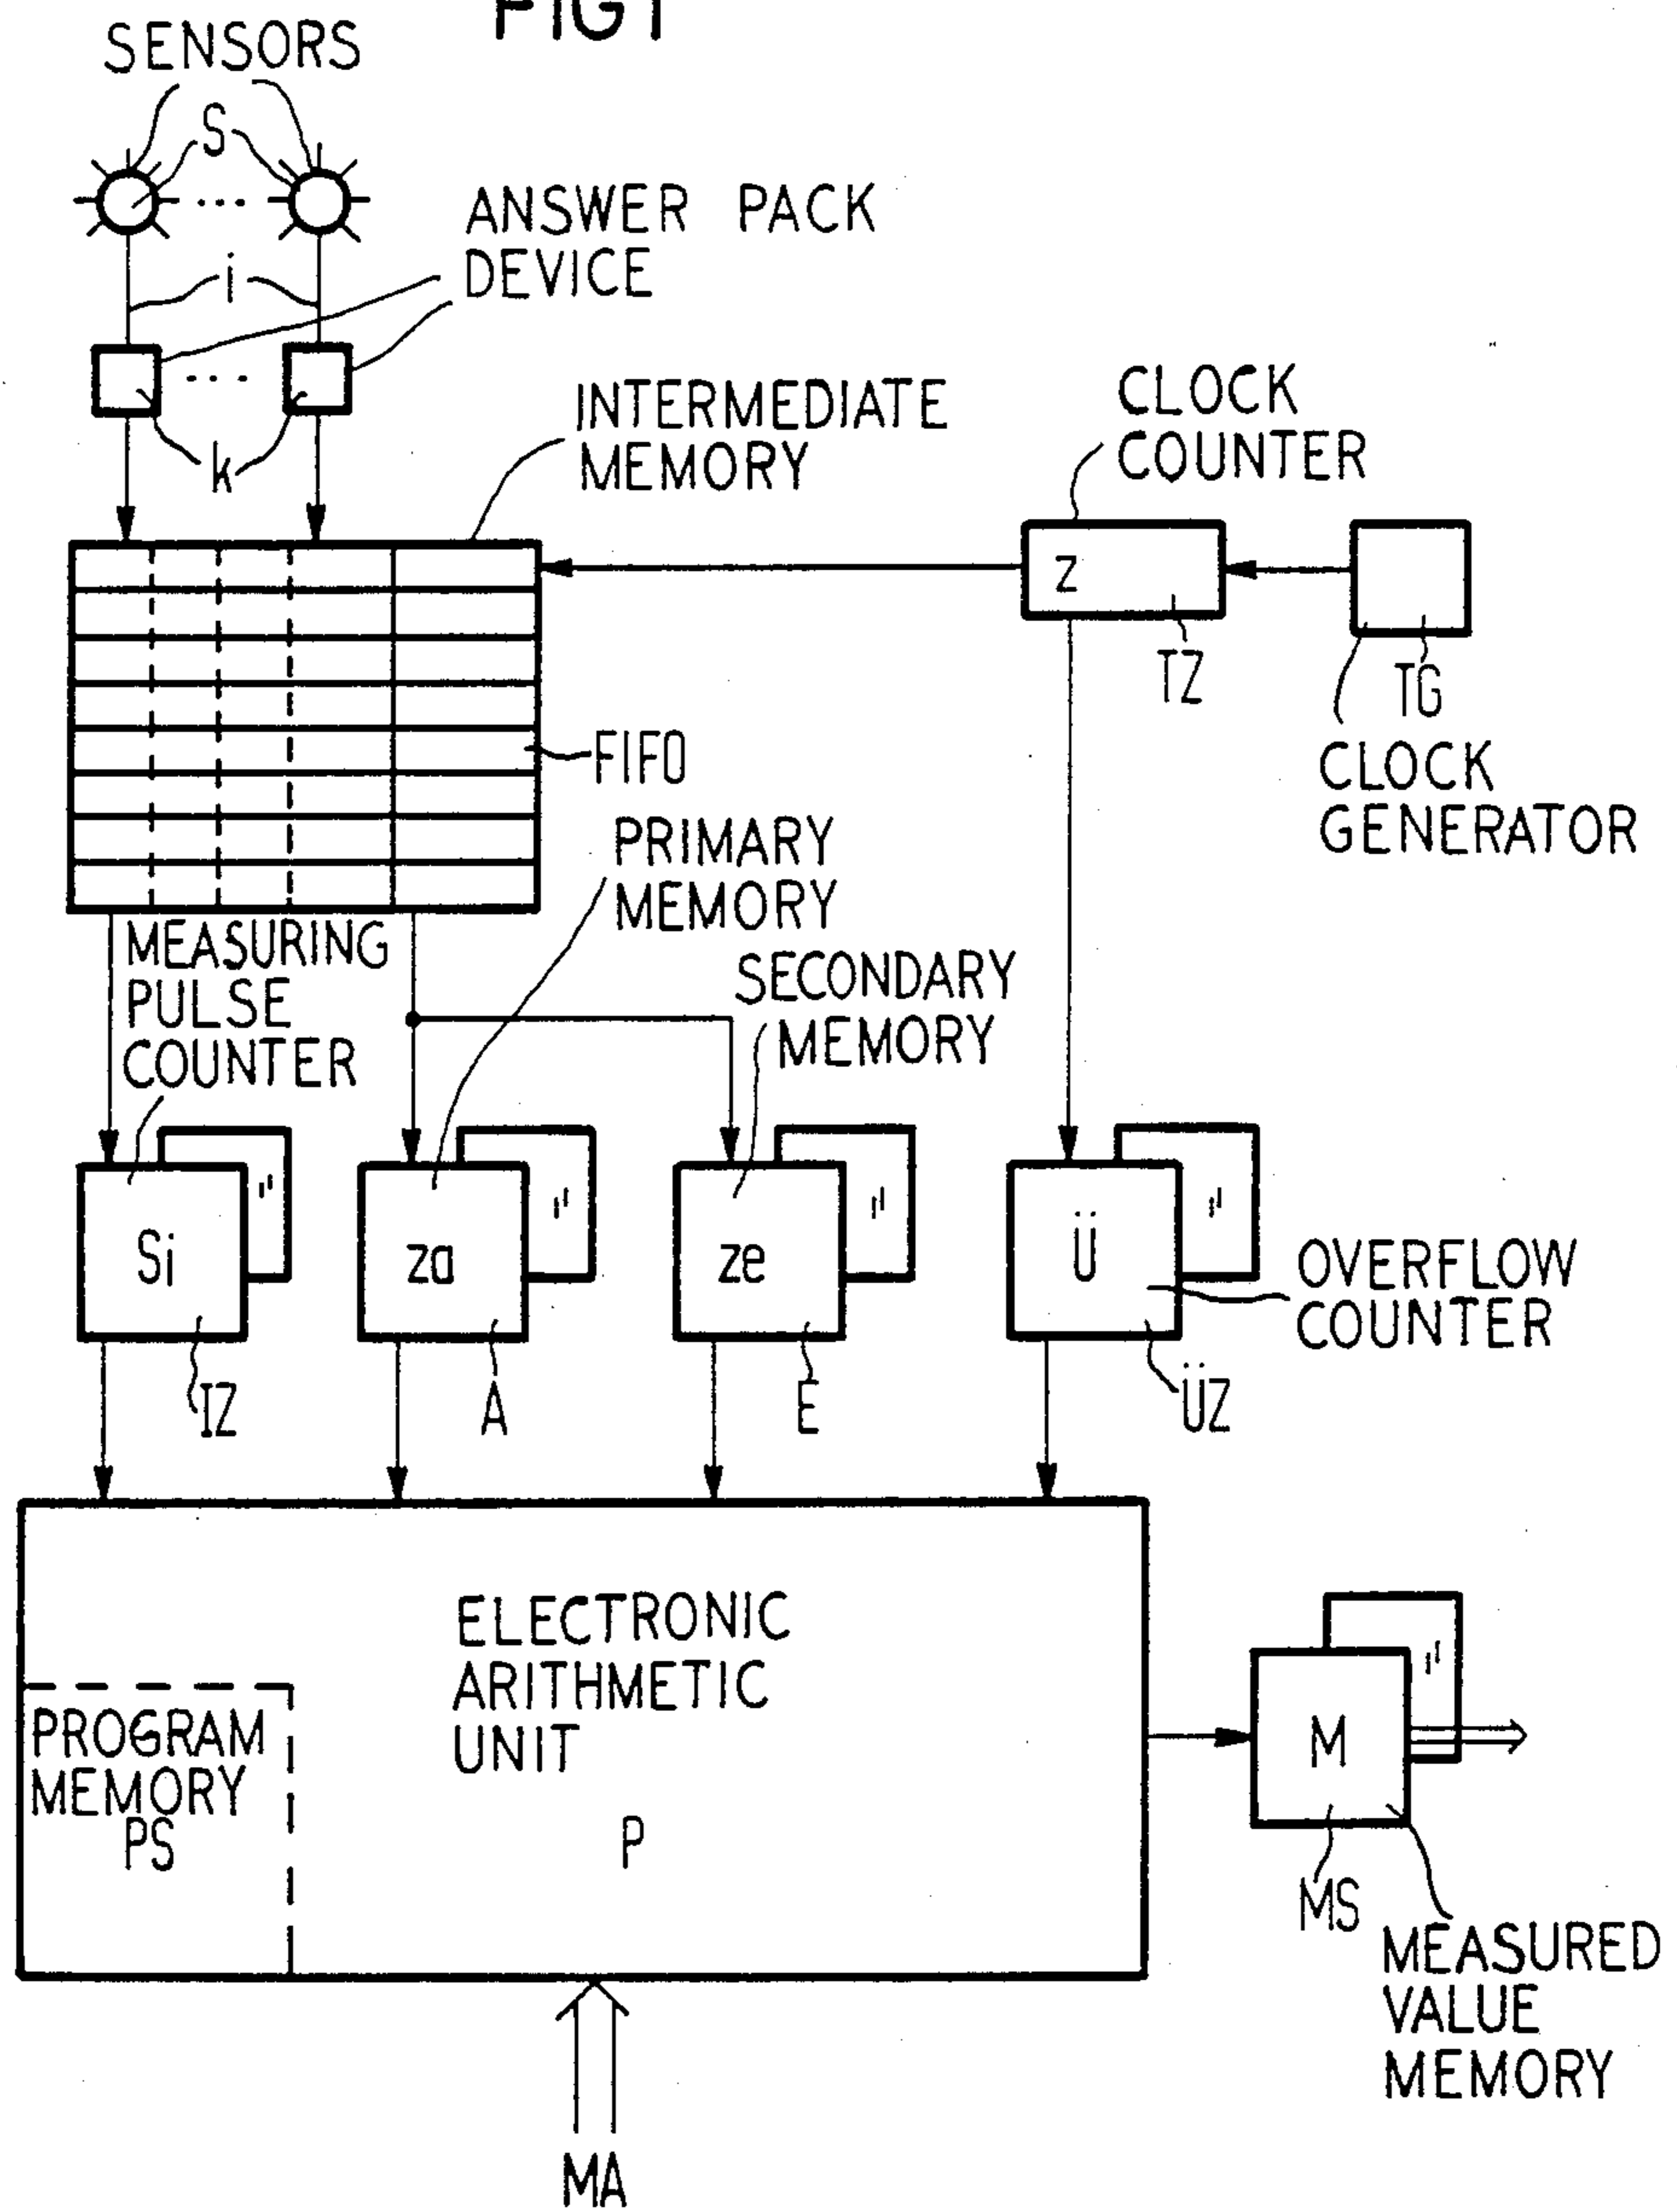 FIG1
SENSORS
S
ANSWER PACK
DEVICE
i
k
INTERMEDIATE
MEMORY
CLOCK
COUNTER
Z
TZ
TG
CLOCK
GENERATOR
FIFO
PRIMARY
MEMORY
MEASURING
PULSE
COUNTER
SECONDARY
MEMORY
Si
za
ze
Ü
OVERFLOW
COUNTER
IZ
A
E
ÜZ
ELECTRONIC
ARITHMETIC
UNIT
P
PROGRAM
MEMORY
PS
M
MS
MEASURED
VALUE
MEMORY
MA